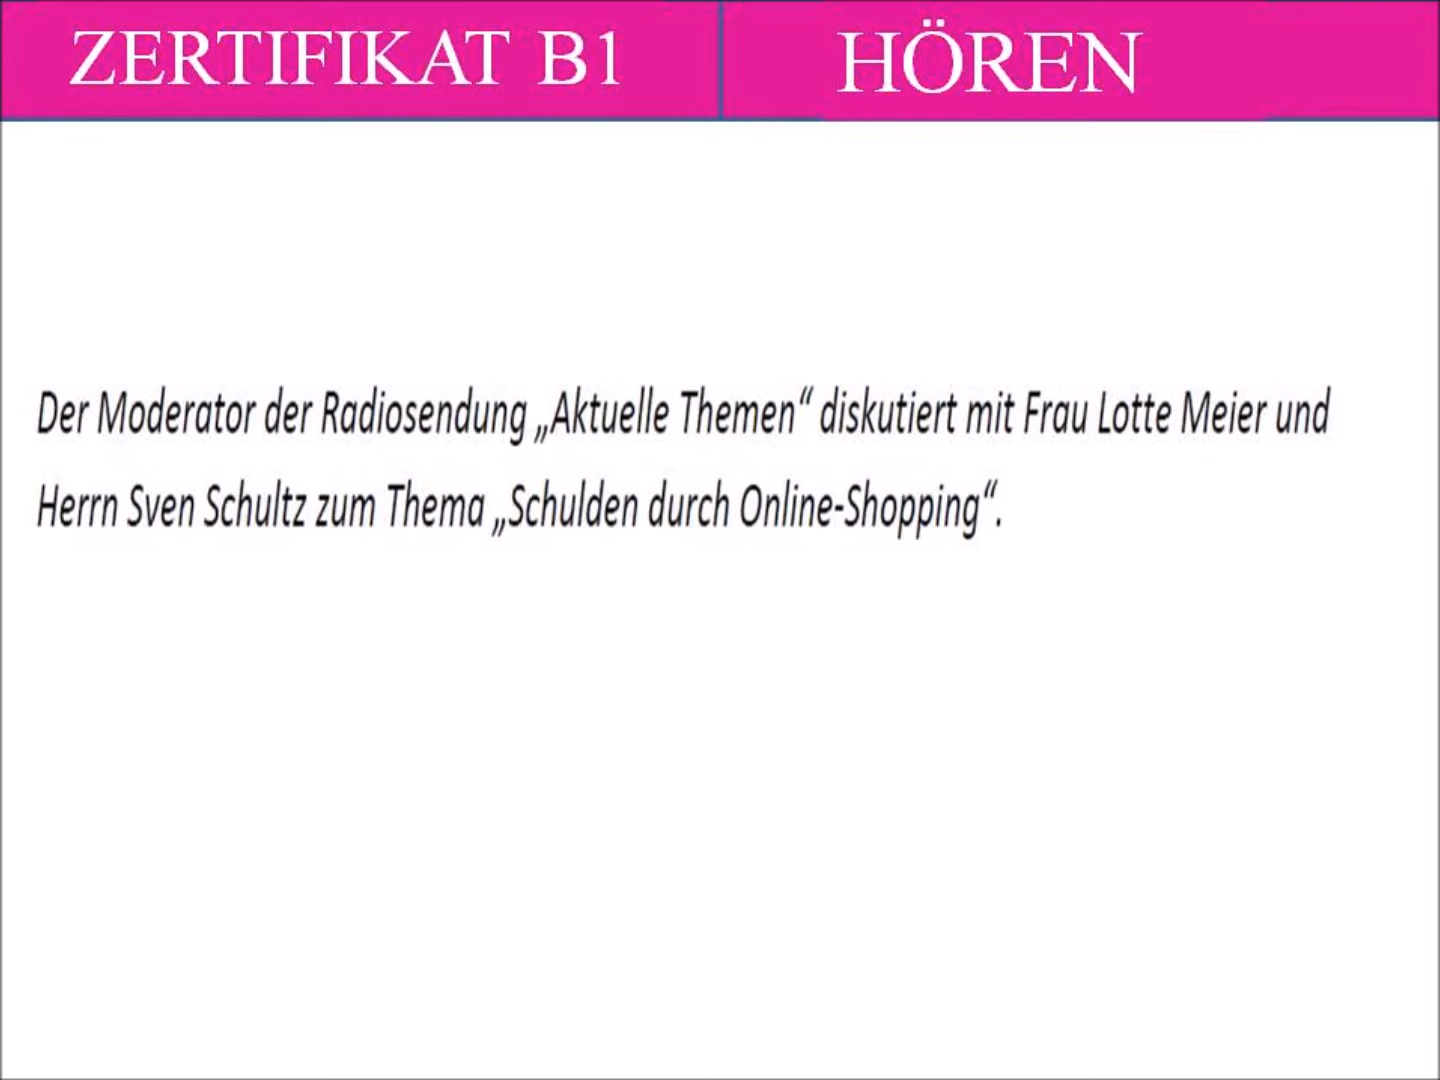 ZERTIFIKAT B1 HÖREN
Der Moderator der Radiosendung „Aktuelle Themen“ diskutiert mit Frau Lotte Meier und
Herrn Sven Schultz zum Thema „Schulden durch Online-Shopping“.